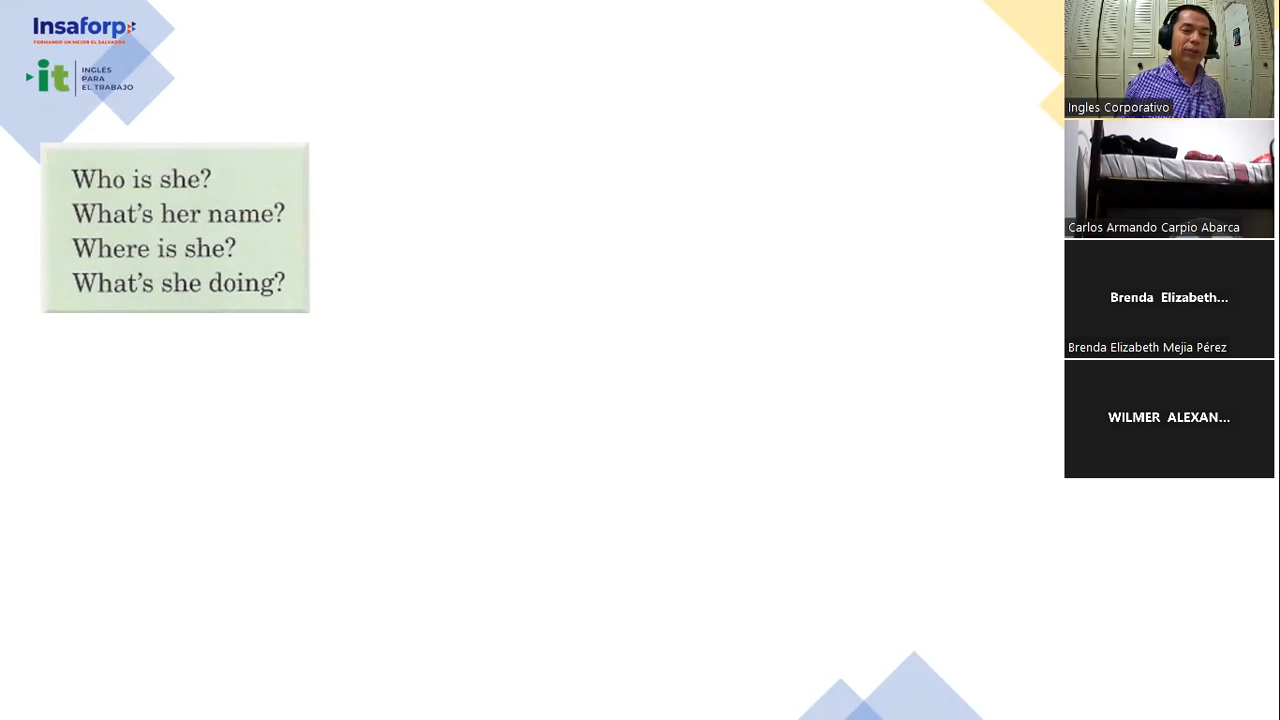 Insaforp
FORMANDO UN MEJOR EL SALVADOR
it
INGLES
PARA
EL TRABAJO
Who is she?
What's her name?
Where is she?
What's she doing?
Ingles Corporativo
Carlos Armando Carpio Abarca
Brenda Elizabeth...
Brenda Elizabeth Mejia Pérez
WILMER ALEXAN...